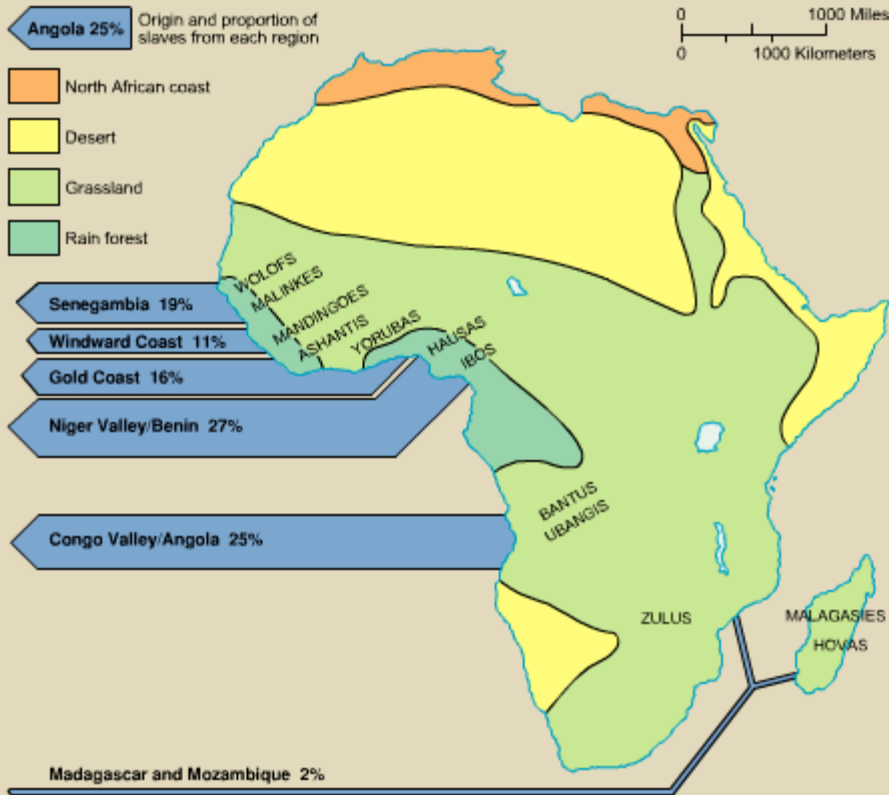 Angola 25%
Origin and proportion of
slaves from each region
0 1000 Miles
0 1000 Kilometers
North African coast
Desert
Grassland
Rain forest
WOLOFS
MALINKES
MANDINGOES
ASHANTIS
YORUBAS
HAUSAS
IBOS
Senegambia 19%
Windward Coast 11%
Gold Coast 16%
Niger Valley/Benin 27%
BANTUS
UBANGIS
Congo Valley/Angola 25%
ZULUS
MALAGASIES
HOVAS
Madagascar and Mozambique 2%